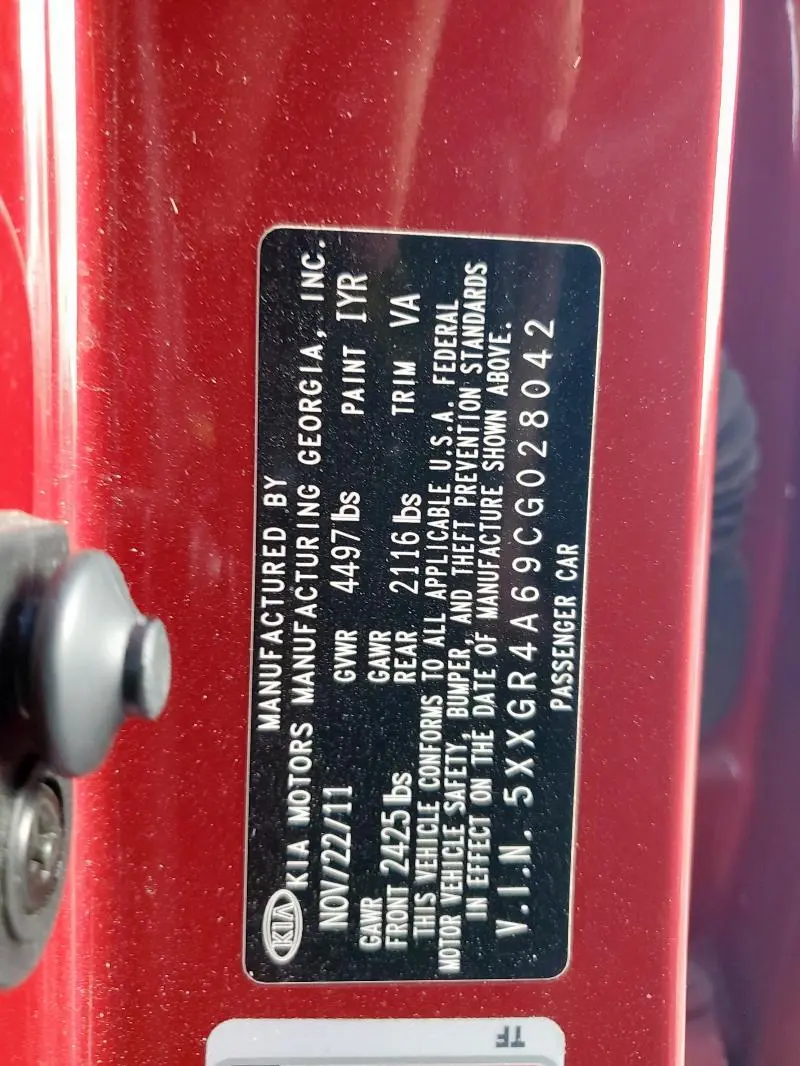 MANUFACTURED BY
KIA KIA MOTORS MANUFACTURING GEORGIA, INC.
NOV/22/11 GVWR 4497 lbs PAINT IYR
GAWR GAWR
FRONT 2425 lbs REAR 2116 lbs TRIM VA
THIS VEHICLE CONFORMS TO ALL APPLICABLE U.S.A. FEDERAL
MOTOR VEHICLE SAFETY, BUMPER, AND THEFT PREVENTION STANDARDS
IN EFFECT ON THE DATE OF MANUFACTURE SHOWN ABOVE.
V.I.N. 5XXGR4A69CG028042
PASSENGER CAR
TF